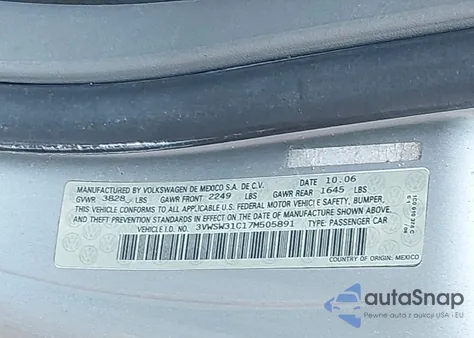 MANUFACTURED BY VOLKSWAGEN DE MEXICO S.A. DE C.V. DATE 10.06
GVWR 3828 LBS GAWR FRONT 2249 LBS GAWR REAR 1645 LBS
THIS VEHICLE CONFORMS TO ALL APPLICABLE U.S. FEDERAL MOTOR VEHICLE SAFETY, BUMPER,
AND THEFT PREVENTION STANDARDS IN EFFECT ON THE DATE OF MANUFACTURE SHOWN ABOVE.
VEHICLE I.D. NO. 3VWSW31C17M505891 TYPE: PASSENGER CAR
COUNTRY OF ORIGIN: MEXICO
autaSnap
Pewny zakup z aukcji USA - EU